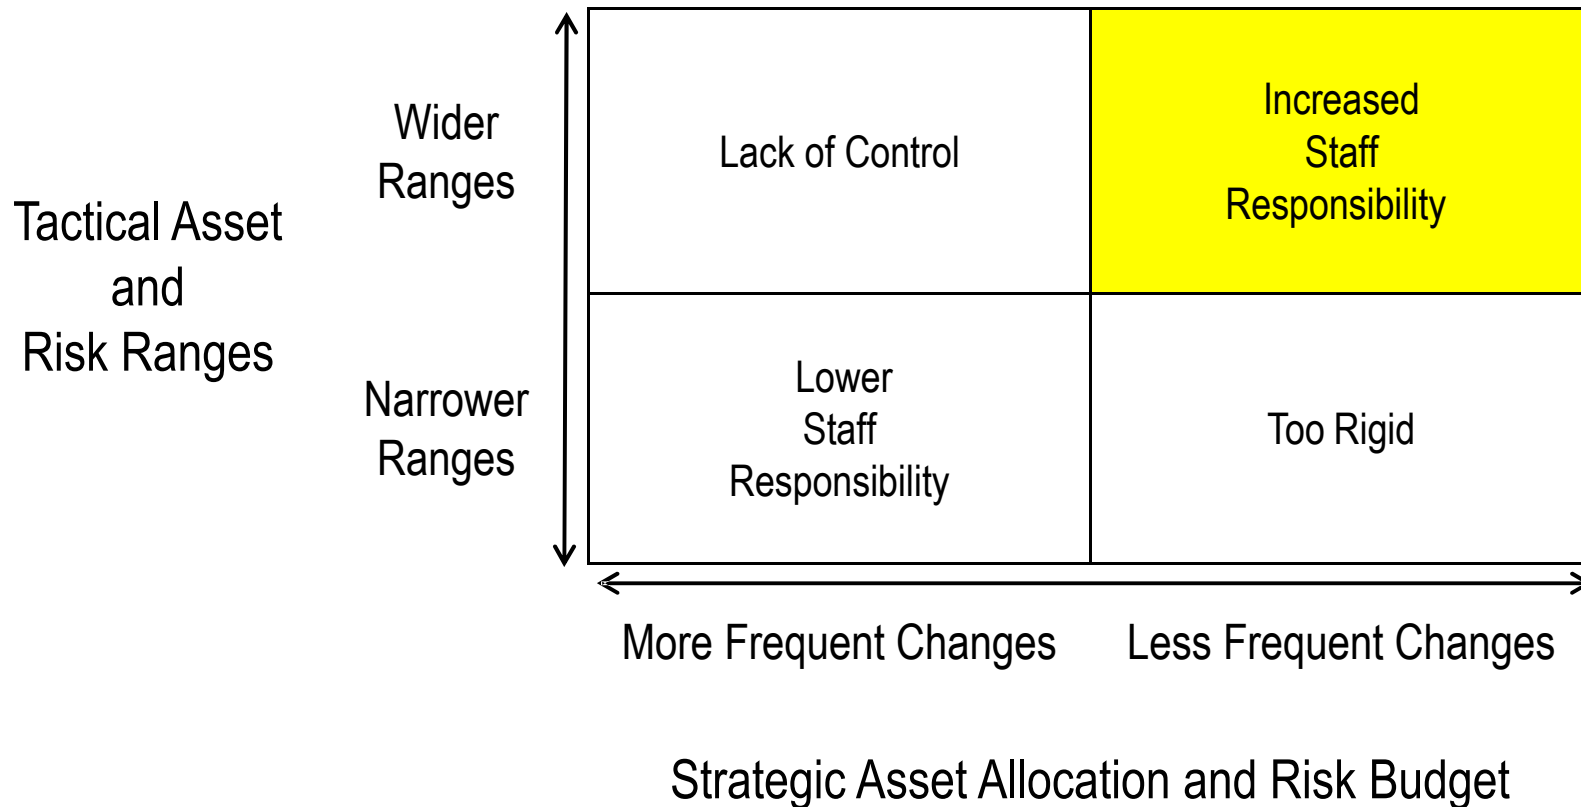 Tactical Asset
and
Risk Ranges
Wider
Ranges
Narrower
Ranges
Lack of Control
Increased
Staff
Responsibility
Lower
Staff
Responsibility
Too Rigid
More Frequent Changes
Less Frequent Changes
Strategic Asset Allocation and Risk Budget